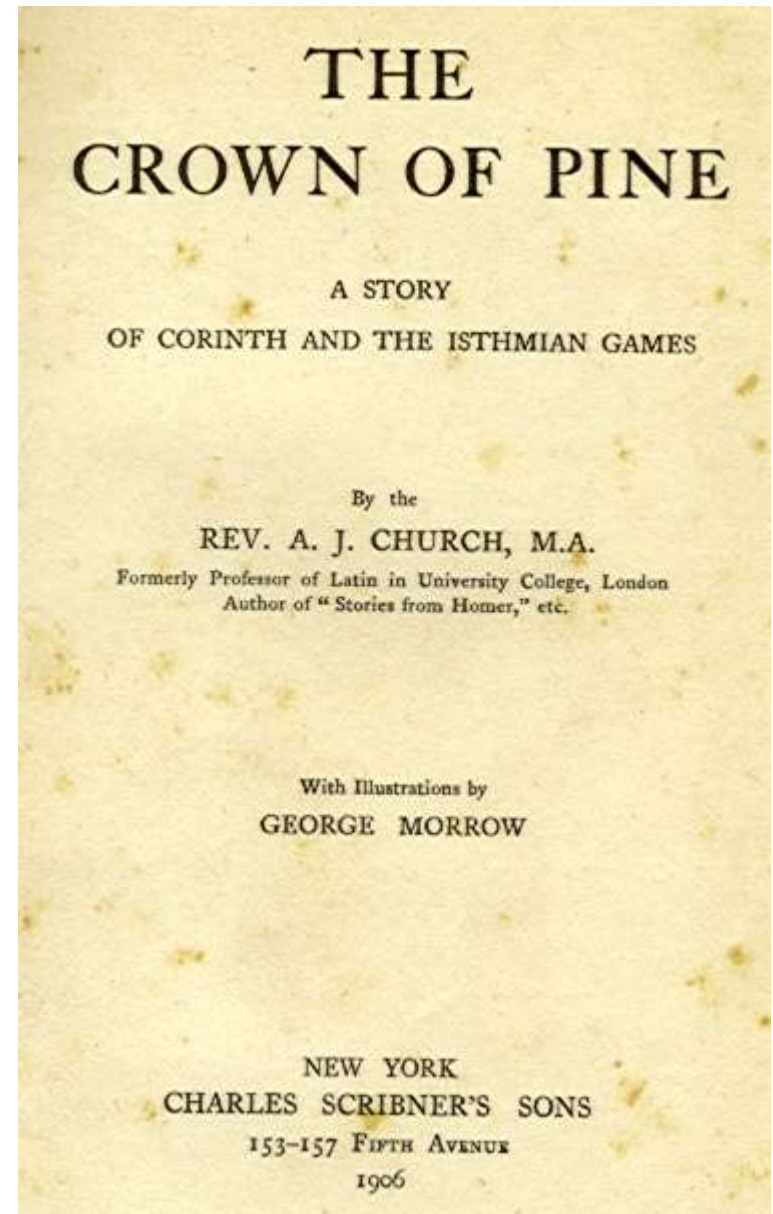 THE
CROWN OF PINE
A STORY
OF CORINTH AND THE ISTHMIAN GAMES
By the
REV. A. J. CHURCH, M.A.
Formerly Professor of Latin in University College, London
Author of “ Stories from Homer,” etc.
With Illustrations by
GEORGE MORROW
NEW YORK
CHARLES SCRIBNER'S SONS
153–157 FIFTH AVENUE
1906